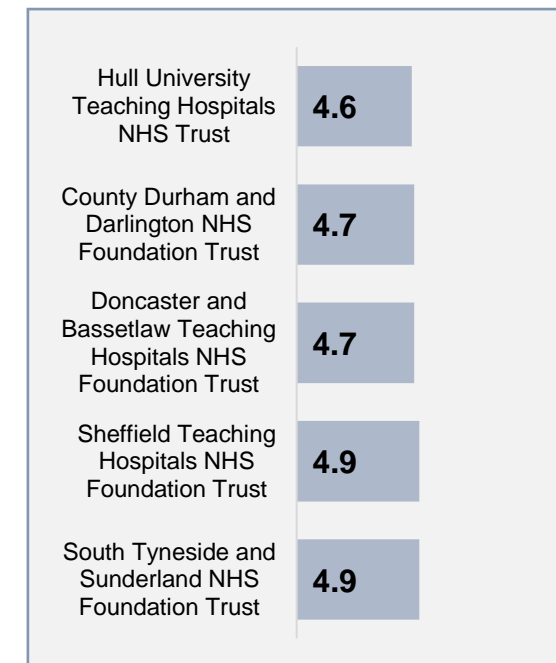 Hull University
Teaching Hospitals
NHS Trust
4.6
County Durham and
Darlington NHS
Foundation Trust
4.7
Doncaster and
Bassetlaw Teaching
Hospitals NHS
Foundation Trust
4.7
Sheffield Teaching
Hospitals NHS
Foundation Trust
4.9
South Tyneside and
Sunderland NHS
Foundation Trust
4.9